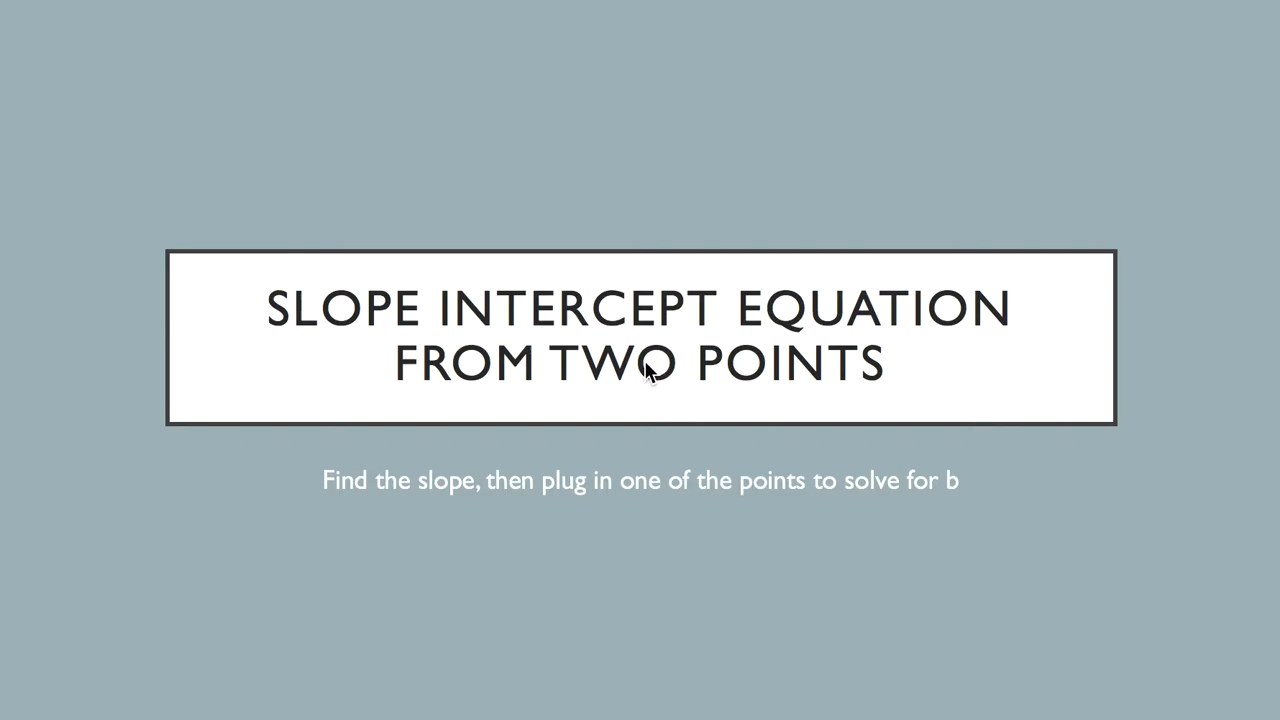 SLOPE INTERCEPT EQUATION
FROM TWO POINTS
Find the slope, then plug in one of the points to solve for b